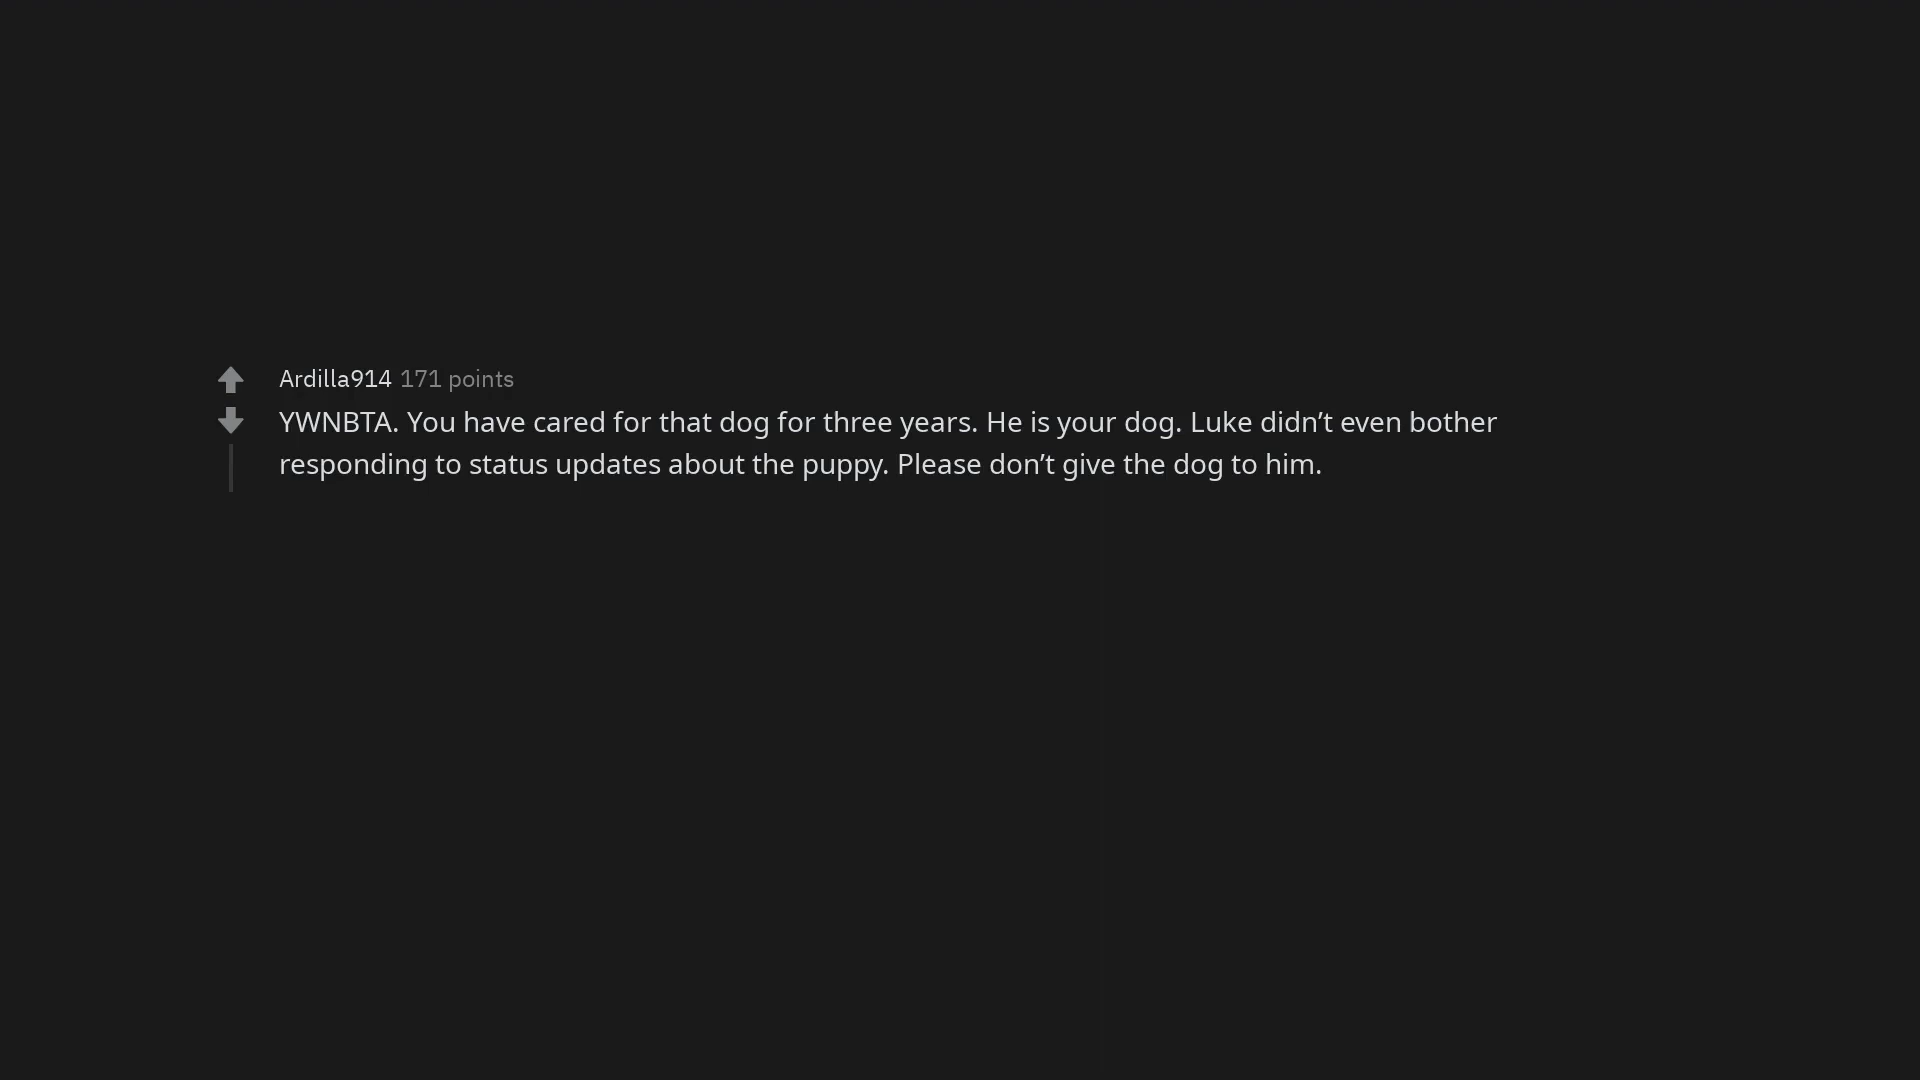 Ardilla914 171 points
YWNBTA. You have cared for that dog for three years. He is your dog. Luke didn’t even bother
responding to status updates about the puppy. Please don’t give the dog to him.